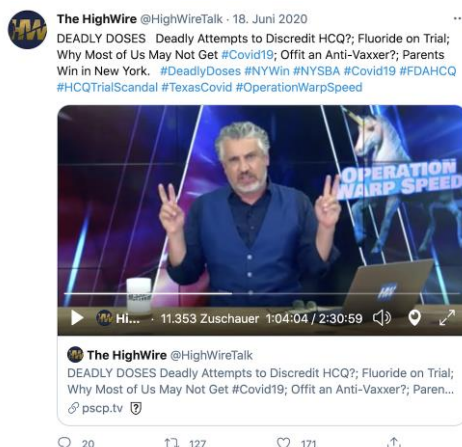 The HighWire @HighWireTalk · 18. Juni 2020
DEADLY DOSES Deadly Attempts to Discredit HCQ?; Fluoride on Trial;
Why Most of Us May Not Get #Covid19; Offit an Anti-Vaxxer?; Parents
Win in New York. #DeadlyDoses #NYWin #NYSBA #Covid19 #FDAHCQ
#HCQTrialScandal #TexasCovid #OperationWarpSpeed
OPERATION
WARP SPEED
Hi... · 11.353 Zuschauer 1:04:04 / 2:30:59
The HighWire @HighWireTalk
DEADLY DOSES Deadly Attempts to Discredit HCQ?; Fluoride on Trial;
Why Most of Us May Not Get #Covid19; Offit an Anti-Vaxxer?; Paren...
pscp.tv
20 127 171